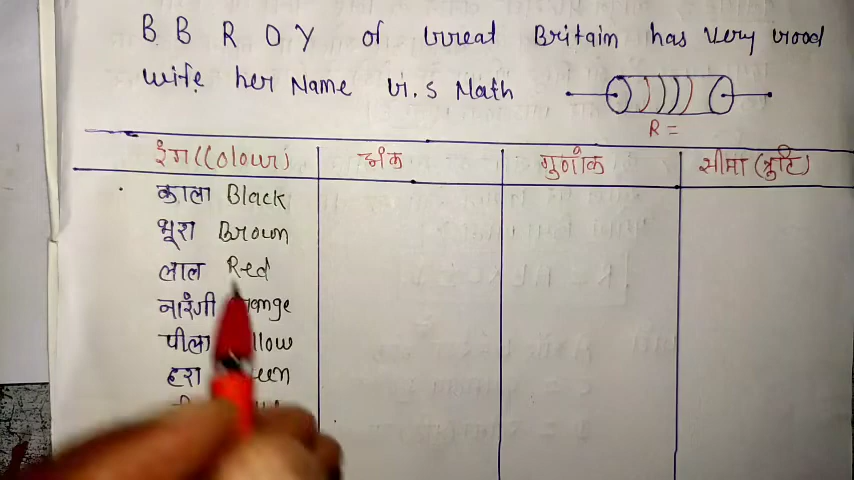 B B R O Y of Great Britain has Very Good
wife her Name G.S Math
R =
रंग (Colour) अंक गुणांक सीमा (त्रुटि)
काला Black
भूरा Brown
लाल Red
नारंगी
पीला
हरा